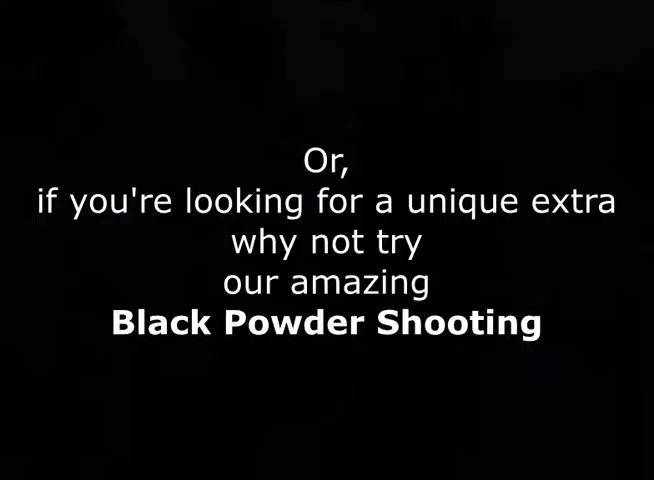 Or,
if you're looking for a unique extra
why not try
our amazing
Black Powder Shooting